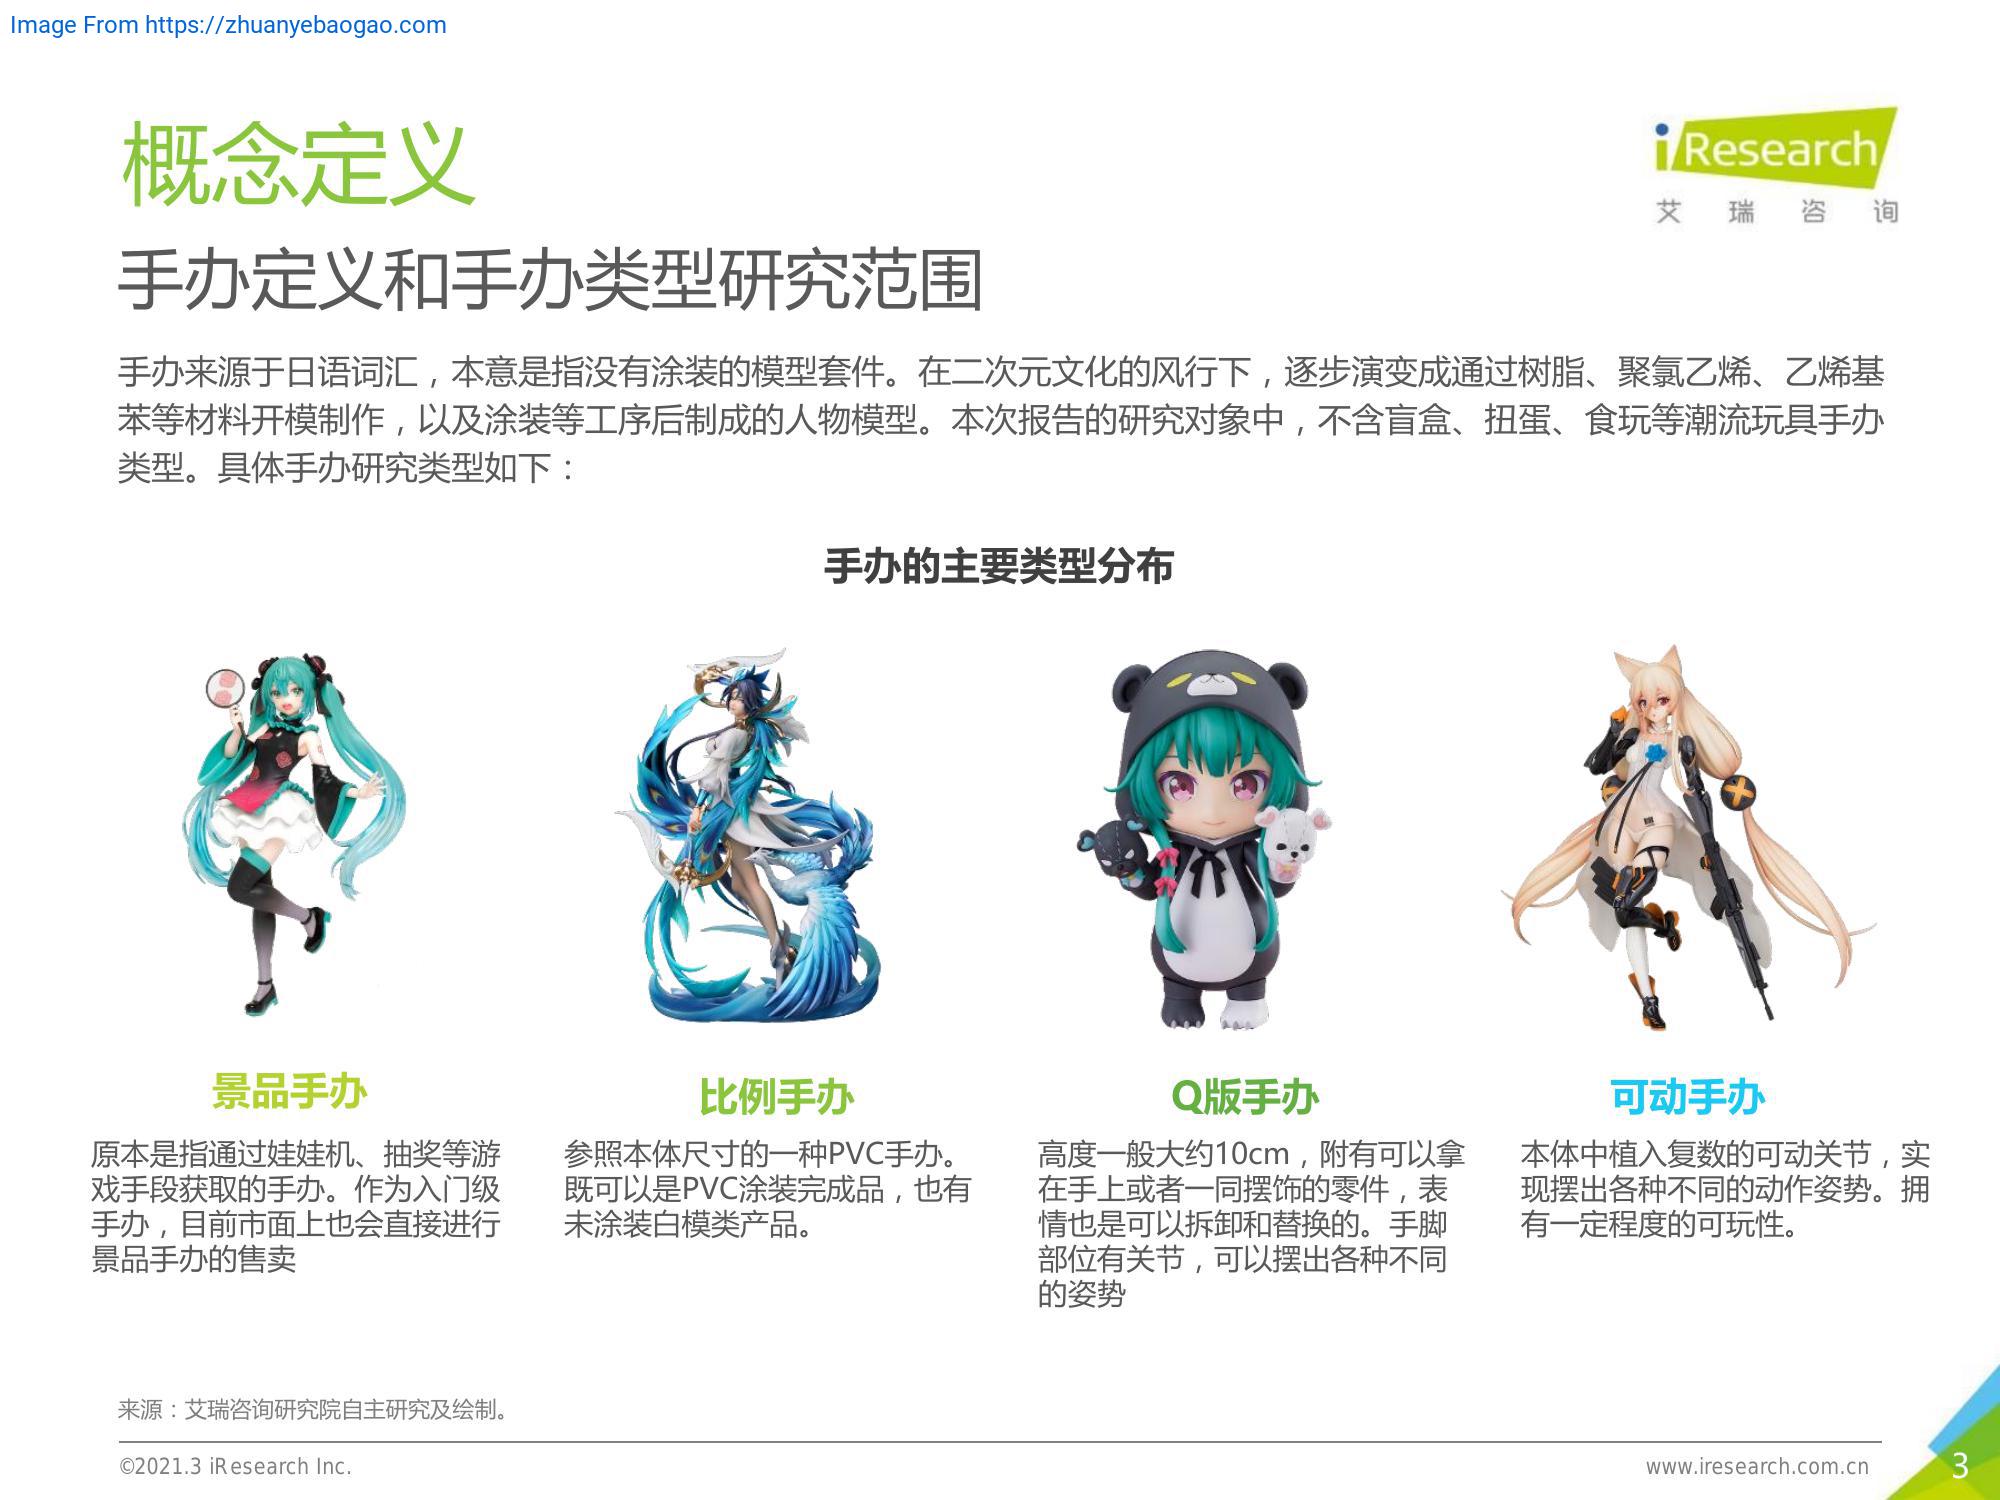 Image From https://zhuanyebaogao.com
概念定义
iResearch
艾瑞咨询
手办定义和手办类型研究范围
手办来源于日语词汇，本意是指没有涂装的模型套件。在二次元文化的风行下，逐步演变成通过树脂、聚氯乙烯、乙烯基
苯等材料开模制作，以及涂装等工序后制成的人物模型。本次报告的研究对象中，不含盲盒、扭蛋、食玩等潮流玩具手办
类型。具体手办研究类型如下：
手办的主要类型分布
景品手办
原本是指通过娃娃机、抽奖等游
戏手段获取的手办。作为入门级
手办，目前市面上也会直接进行
景品手办的售卖
比例手办
参照本体尺寸的一种PVC手办。
既可以是PVC涂装完成品，也有
未涂装白模类产品。
Q版手办
高度一般大约10cm，附有可以拿
在手上或者一同摆饰的零件，表
情也是可以拆卸和替换的。手脚
部位有关节，可以摆出各种不同
的姿势
可动手办
本体中植入复数的可动关节，实
现摆出各种不同的动作姿势。拥
有一定程度的可玩性。
来源：艾瑞咨询研究院自主研究及绘制。
©2021.3 iResearch Inc.
www.iresearch.com.cn
3